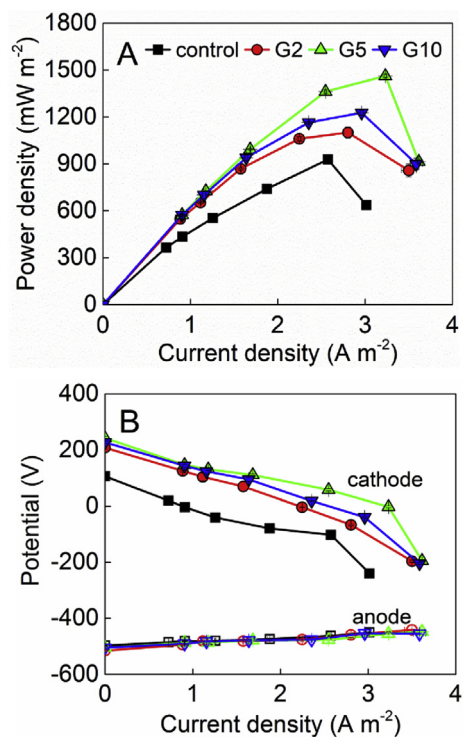 A
control G2 G5 G10
1800
1500
1200
900
600
300
0
Power density (mW m⁻²)
0 1 2 3 4
Current density (A m⁻²)
B
400
200
0
-200
-400
-600
Potential (V)
cathode
anode
0 1 2 3 4
Current density (A m⁻²)